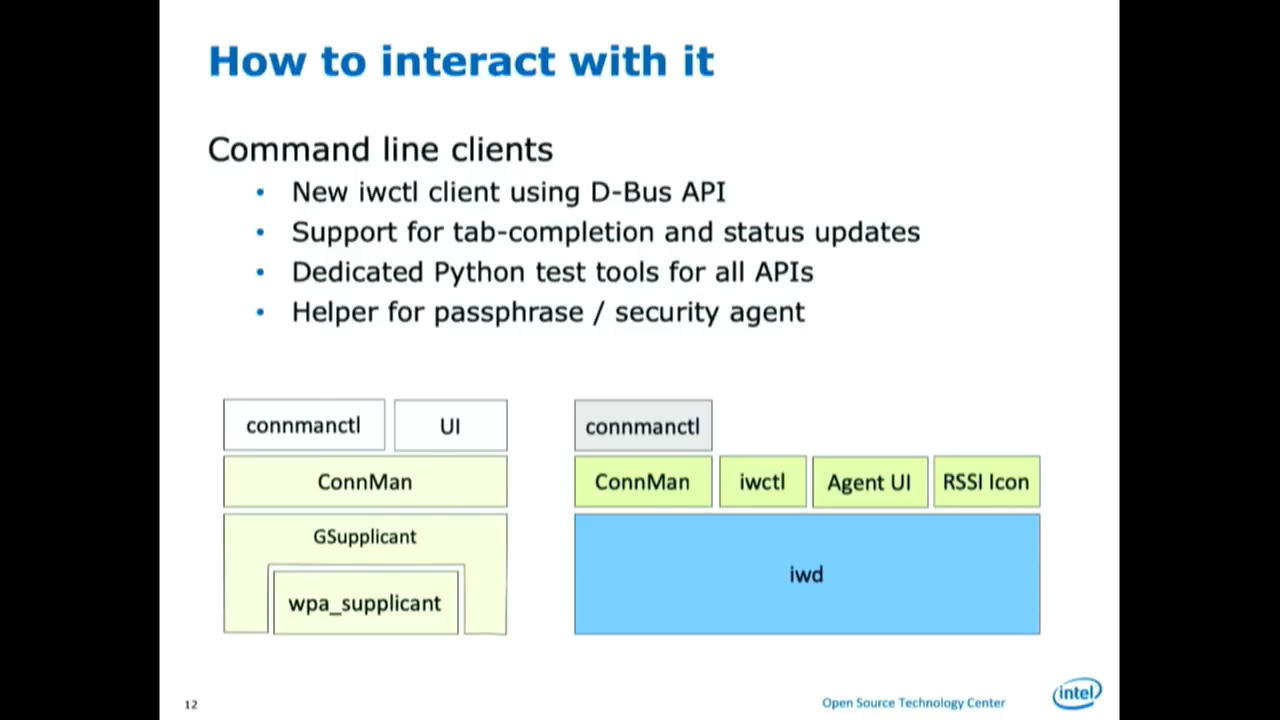 How to interact with it
Command line clients
• New iwctl client using D-Bus API
• Support for tab-completion and status updates
• Dedicated Python test tools for all APIs
• Helper for passphrase / security agent
connmanctl
UI
ConnMan
GSupplicant
wpa_supplicant
connmanctl
ConnMan
iwctl
Agent UI
RSSI Icon
iwd
12
Open Source Technology Center
intel